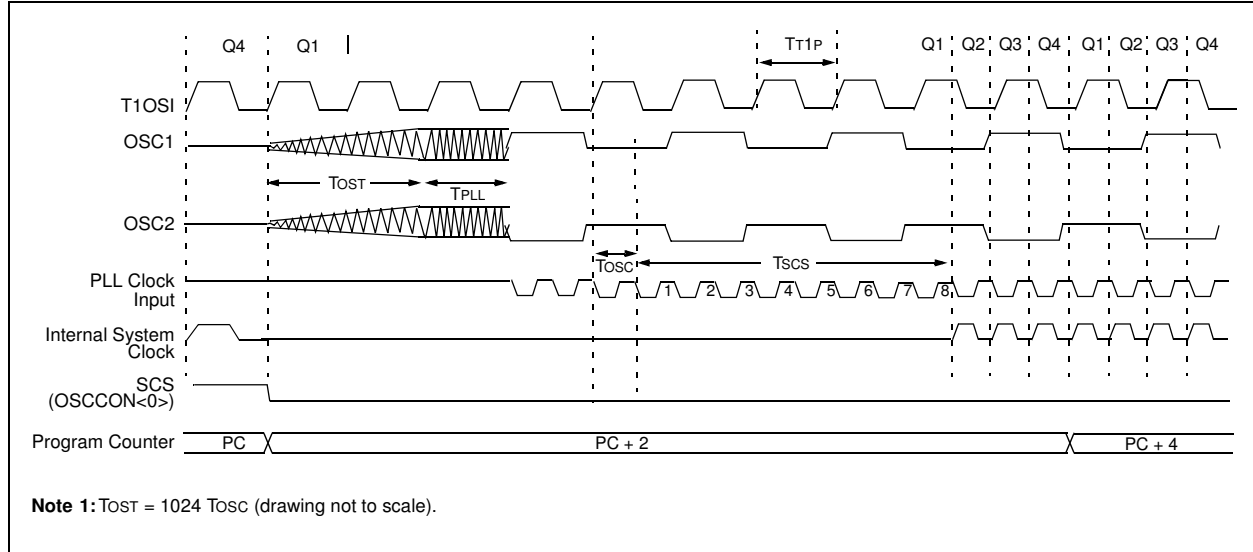 Q4 Q1 TT1P Q1 Q2 Q3 Q4 Q1 Q2 Q3 Q4
T1OSI
OSC1
TOST TPLL
OSC2
TOSC TSCS
PLL Clock
Input
1 2 3 4 5 6 7 8
Internal System
Clock
SCS
(OSCCON<0>)
Program Counter PC PC + 2 PC + 4
Note 1: TOST = 1024 TOSC (drawing not to scale).